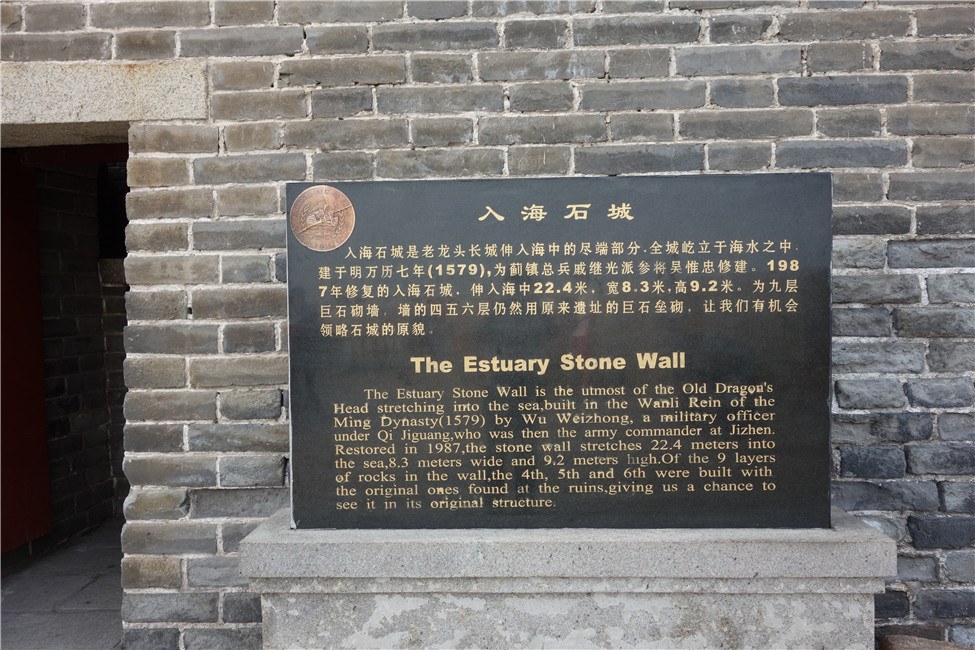 入海石城
入海石城是老龙头长城伸入海中的尽端部分.全城屹立于海水之中.
建于明万历七年(1579),为蓟镇总兵戚继光派参将吴惟忠修建。198
7年修复的入海石城.伸入海中22.4米.宽8.3米,高9.2米。为九层
巨石砌墙.墙的四五六层仍然用原来遗址的巨石垒砌.让我们有机会
领略石城的原貌。
The Estuary Stone Wall
The Estuary Stone Wall is the utmost of the Old Dragon's
Head stretching into the sea,built in the Wanli Rein of the
Ming Dynasty(1579) by Wu Weizhong, a military officer
under Qi Jiguang,who was then the army commander at Jizhen.
Restored in 1987,the stone wall stretches 22.4 meters into
the sea,8.3 meters wide and 9.2 meters high.Of the 9 layers
of rocks in the wall,the 4th, 5th and 6th were built with
the original ones found at the ruins,giving us a chance to
see it in its original structure.